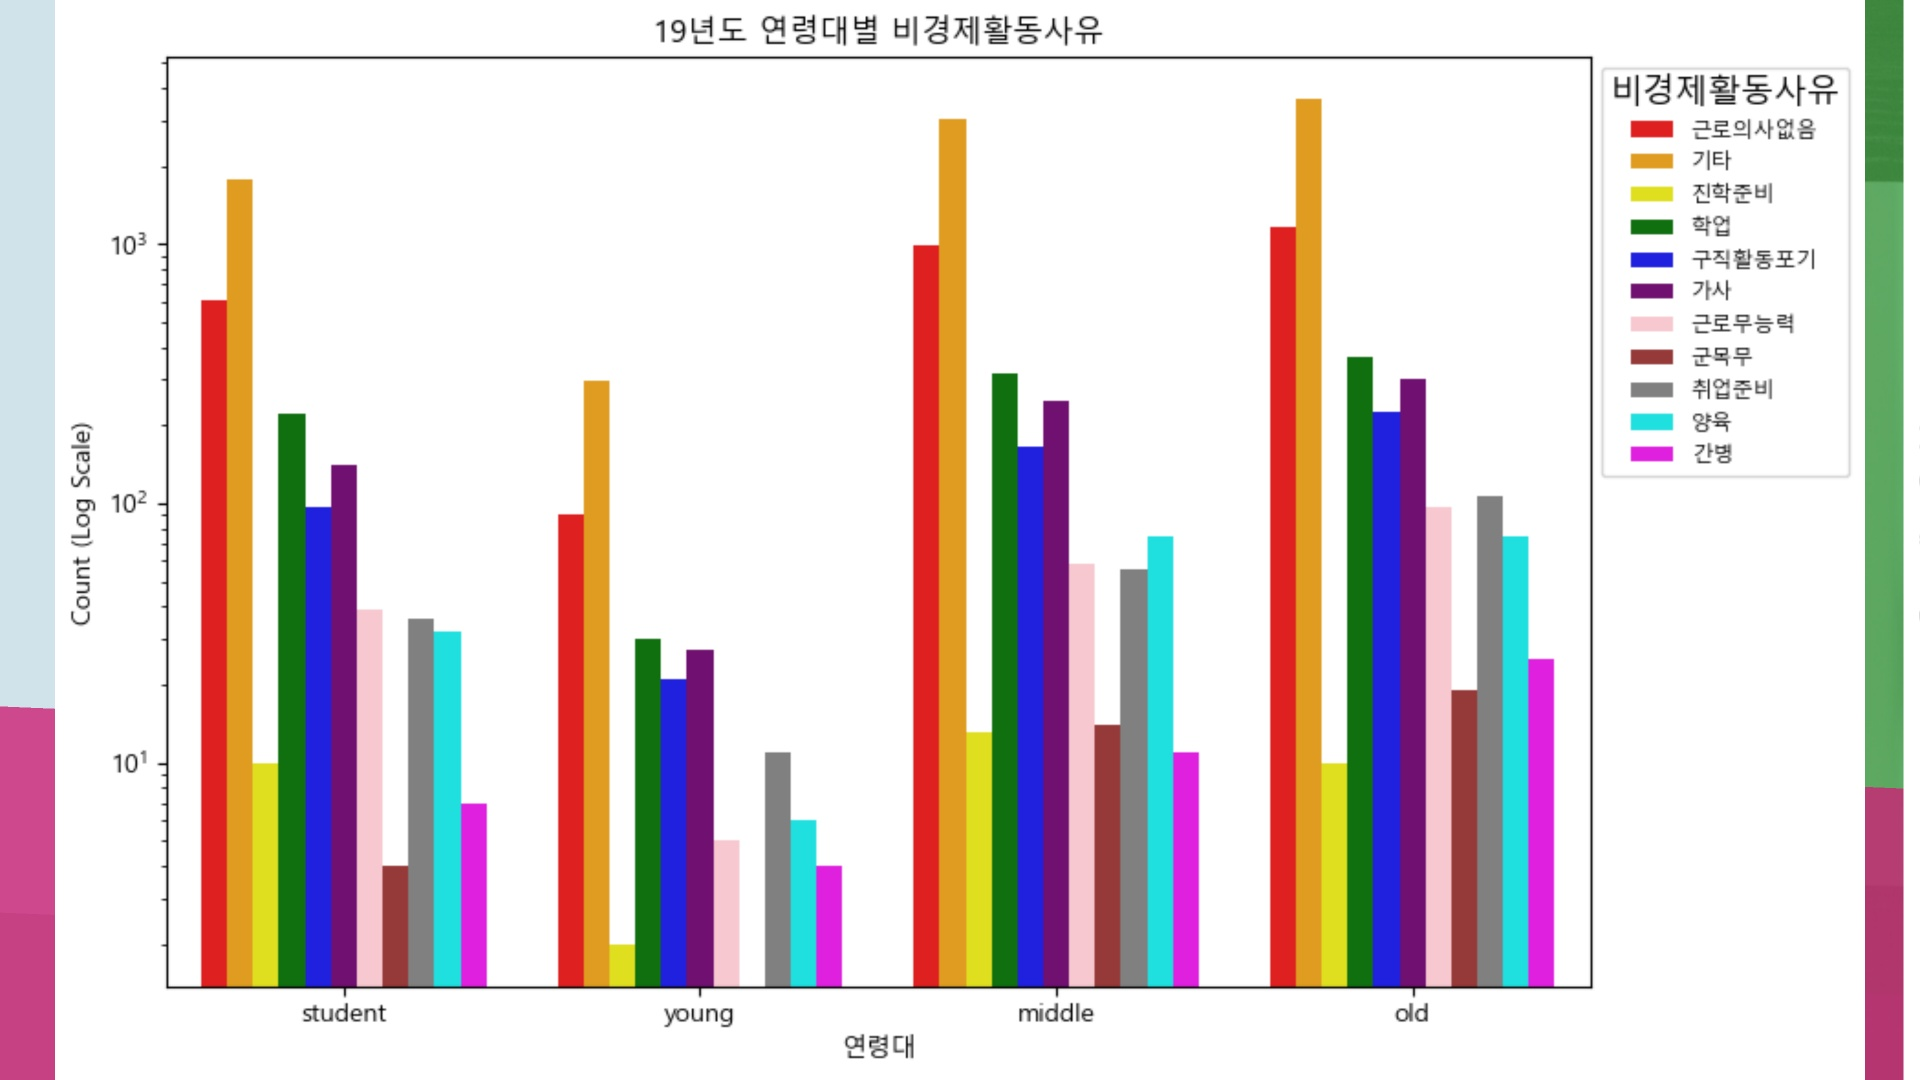 19년도 연령대별 비경제활동사유
비경제활동사유
근로의사없음
기타
진학준비
학업
구직활동포기
가사
근로무능력
군목무
취업준비
양육
간병
Count (Log Scale)
10³
10²
10¹
student
young
middle
old
연령대